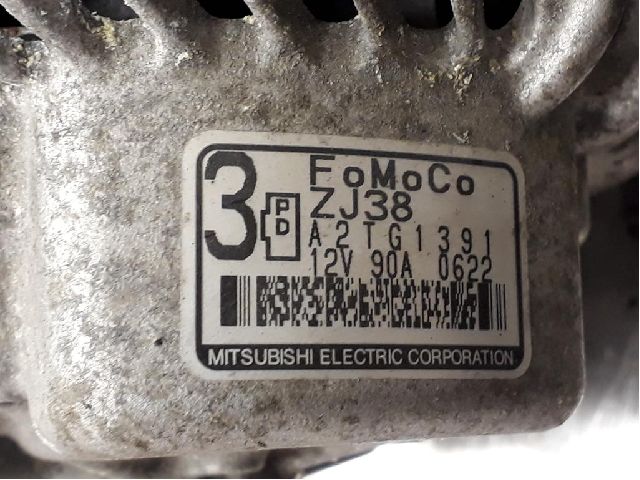 3
P
D
FoMoCo
ZJ38
A2TG1391
12V 90A 0622
MITSUBISHI ELECTRIC CORPORATION